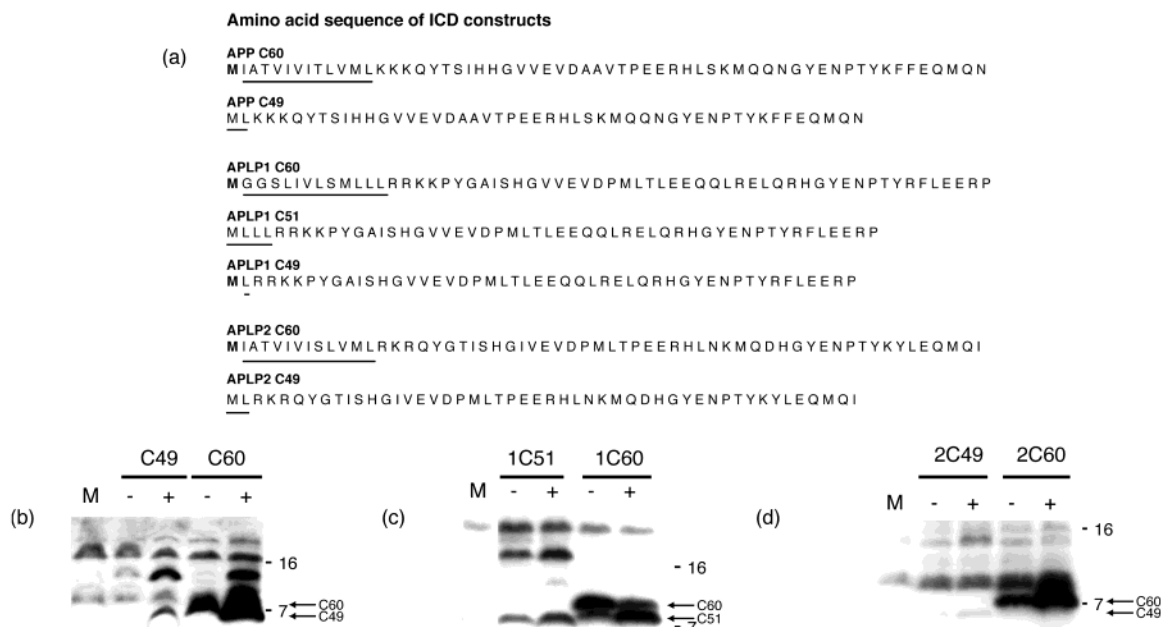 Amino acid sequence of ICD constructs
(a)
APP C60
MIATVIVITLVMLKKKQYTSIHHGVVEVDAAVTPEERHLSKMQQNGYENPTYKFFEQMQN
APP C49
MLKKKQYTSIHHGVVEVDAAVTPEERHLSKMQQNGYENPTYKFFEQMQN
APLP1 C60
MGGSLIVLSMLLLRRKKPYGAISHGVVEVDPMLTLEEQQLRELQRHGYENPTYRFLEERP
APLP1 C51
MLLLRRKKPYGAISHGVVEVDPMLTLEEQQLRELQRHGYENPTYRFLEERP
APLP1 C49
MLRRKKPYGAISHGVVEVDPMLTLEEQQLRELQRHGYENPTYRFLEERP
APLP2 C60
MIATVIVISLVMLRKRQYGTISHGIVEVDPMLTPEERHLNKMQDHGYENPTYKYLEQMQI
APLP2 C49
MLRKRQYGTISHGIVEVDPMLTPEERHLNKMQDHGYENPTYKYLEQMQI
C49 C60
M - + - +
(b)
- 16
- 7
C60
C49
1C51 1C60
M - + - +
(c)
- 16
C60
C51
- 7
2C49 2C60
M - + - +
(d)
- 16
- 7
C60
C49